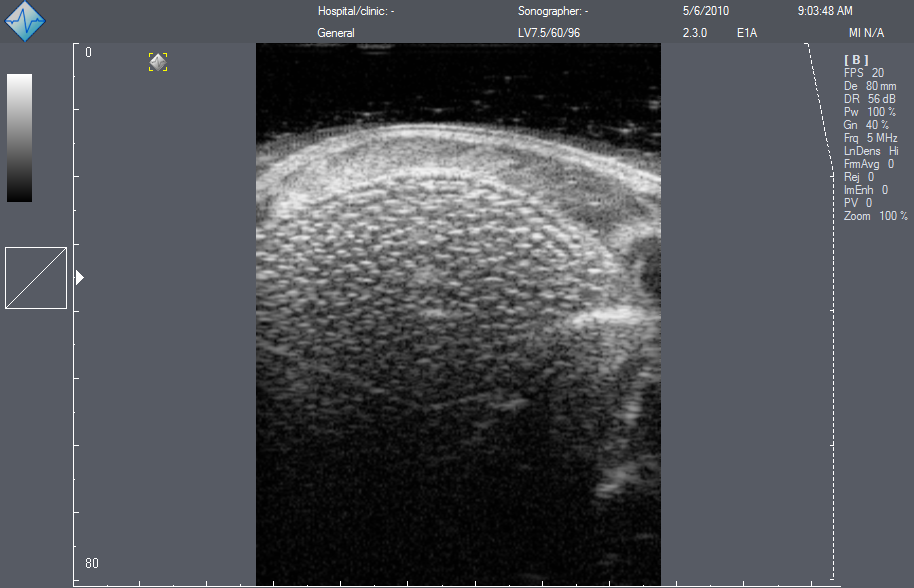 Hospital/clinic: - Sonographer: - 5/6/2010 9:03:48 AM
General LV7.5/60/96 2.3.0 E1A MI N/A
0
[ B ]
FPS 20
De 80 mm
DR 56 dB
Pw 100 %
Gn 40 %
Frq 5 MHz
LnDens Hi
FrmAvg 0
Rej 0
ImEnh 0
PV 0
Zoom 100 %
80